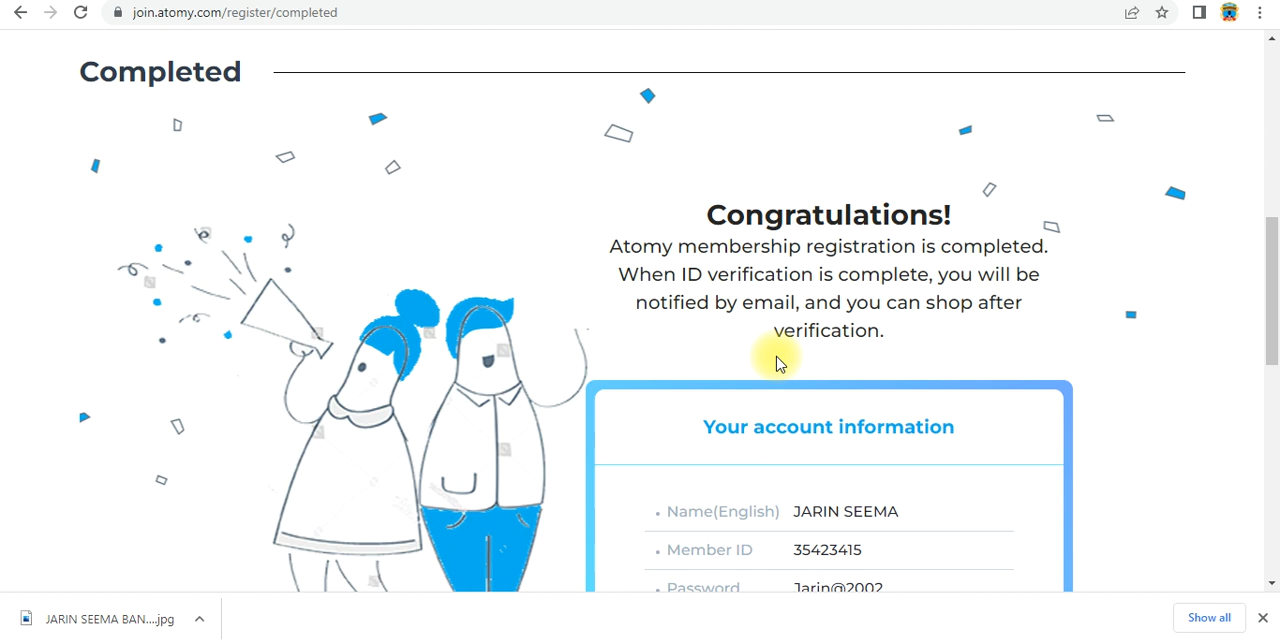 join.atomy.com/register/completed
Completed
Congratulations!
Atomy membership registration is completed.
When ID verification is complete, you will be
notified by email, and you can shop after
verification.
Your account information
Name(English) JARIN SEEMA
Member ID 35423415
Password Jarin@2002
JARIN SEEMA BAN....jpg
Show all